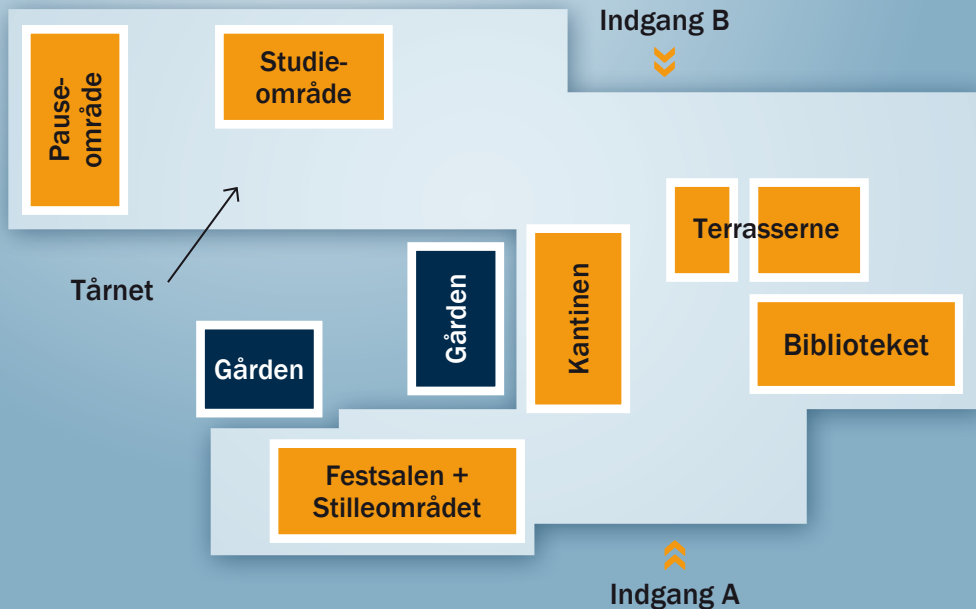 Indgang B
Pause-
område
Studie-
område
Terrasserne
Tårnet
Gården
Kantinen
Biblioteket
Gården
Festsalen +
Stilleområdet
Indgang A